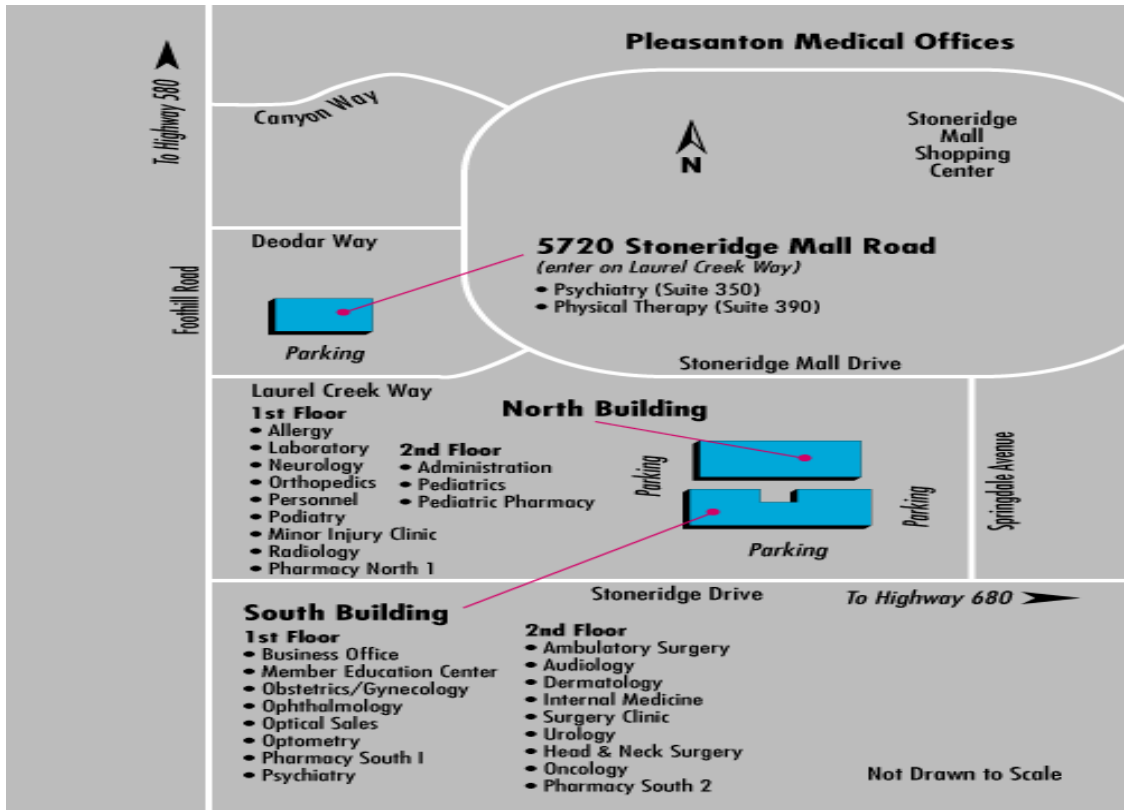 Pleasanton Medical Offices
To Highway 580
Canyon Way
N
Stoneridge
Mall
Shopping
Center
Deodar Way
5720 Stoneridge Mall Road
(enter on Laurel Creek Way)
• Psychiatry (Suite 350)
• Physical Therapy (Suite 390)
Foothill Road
Parking
Stoneridge Mall Drive
Laurel Creek Way
North Building
1st Floor
• Allergy
• Laboratory
• Neurology
• Orthopedics
• Personnel
• Podiatry
• Minor Injury Clinic
• Radiology
• Pharmacy North 1
2nd Floor
• Administration
• Pediatrics
• Pediatric Pharmacy
Parking
Parking
Parking
Springdale Avenue
Stoneridge Drive
To Highway 680
South Building
1st Floor
• Business Office
• Member Education Center
• Obstetrics/Gynecology
• Ophthalmology
• Optical Sales
• Optometry
• Pharmacy South I
• Psychiatry
2nd Floor
• Ambulatory Surgery
• Audiology
• Dermatology
• Internal Medicine
• Surgery Clinic
• Urology
• Head & Neck Surgery
• Oncology
• Pharmacy South 2
Not Drawn to Scale